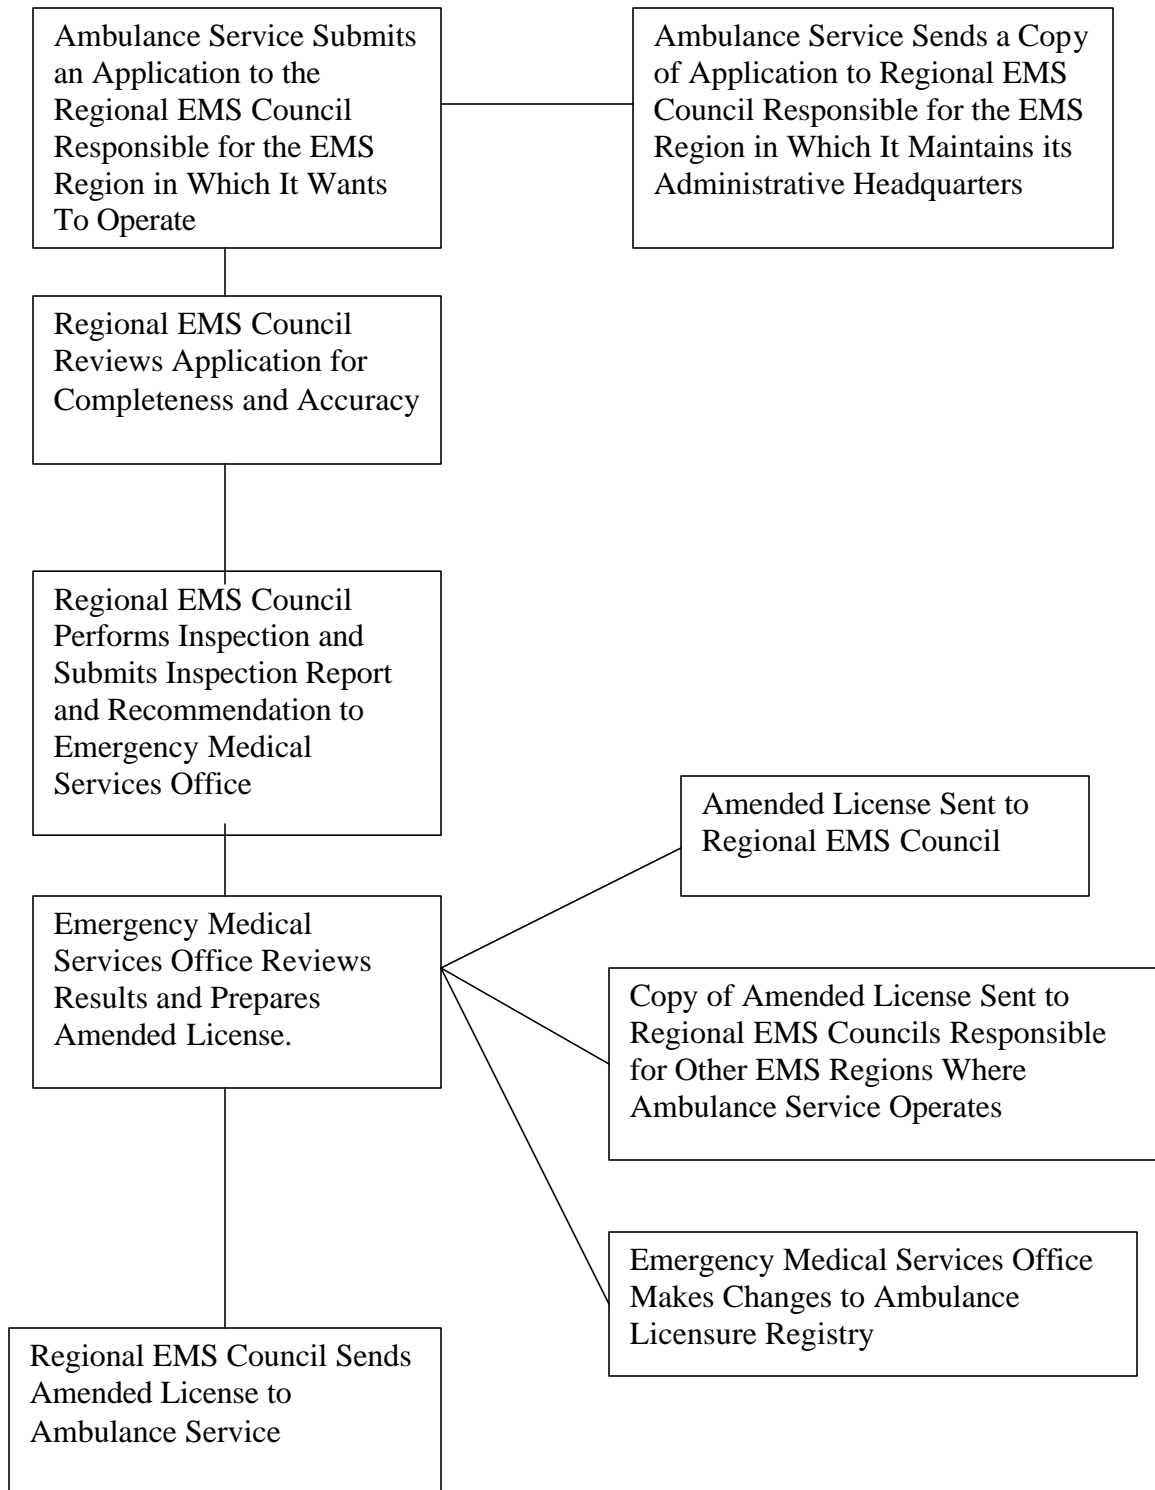 Ambulance Service Submits
an Application to the
Regional EMS Council
Responsible for the EMS
Region in Which It Wants
To Operate
Ambulance Service Sends a Copy
of Application to Regional EMS
Council Responsible for the EMS
Region in Which It Maintains its
Administrative Headquarters
Regional EMS Council
Reviews Application for
Completeness and Accuracy
Regional EMS Council
Performs Inspection and
Submits Inspection Report
and Recommendation to
Emergency Medical
Services Office
Amended License Sent to
Regional EMS Council
Emergency Medical
Services Office Reviews
Results and Prepares
Amended License.
Copy of Amended License Sent to
Regional EMS Councils Responsible
for Other EMS Regions Where
Ambulance Service Operates
Emergency Medical Services Office
Makes Changes to Ambulance
Licensure Registry
Regional EMS Council Sends
Amended License to
Ambulance Service